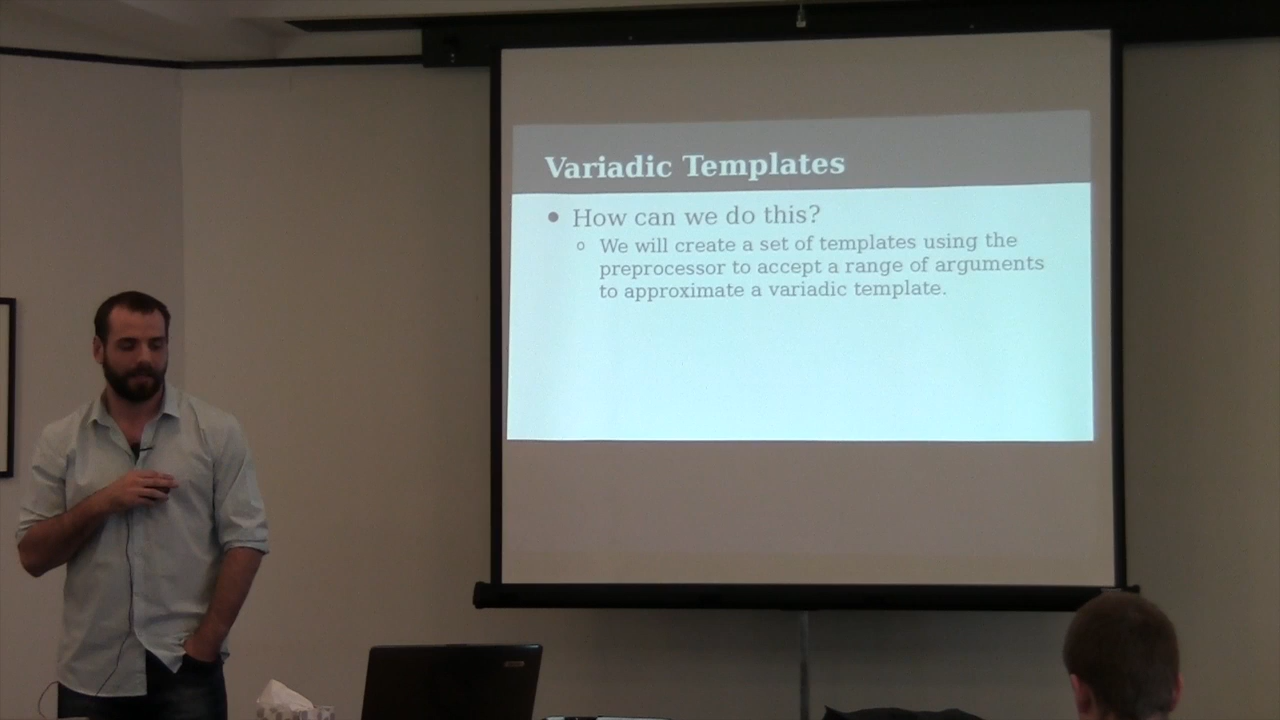 Variadic Templates
How can we do this?
We will create a set of templates using the
preprocessor to accept a range of arguments
to approximate a variadic template.